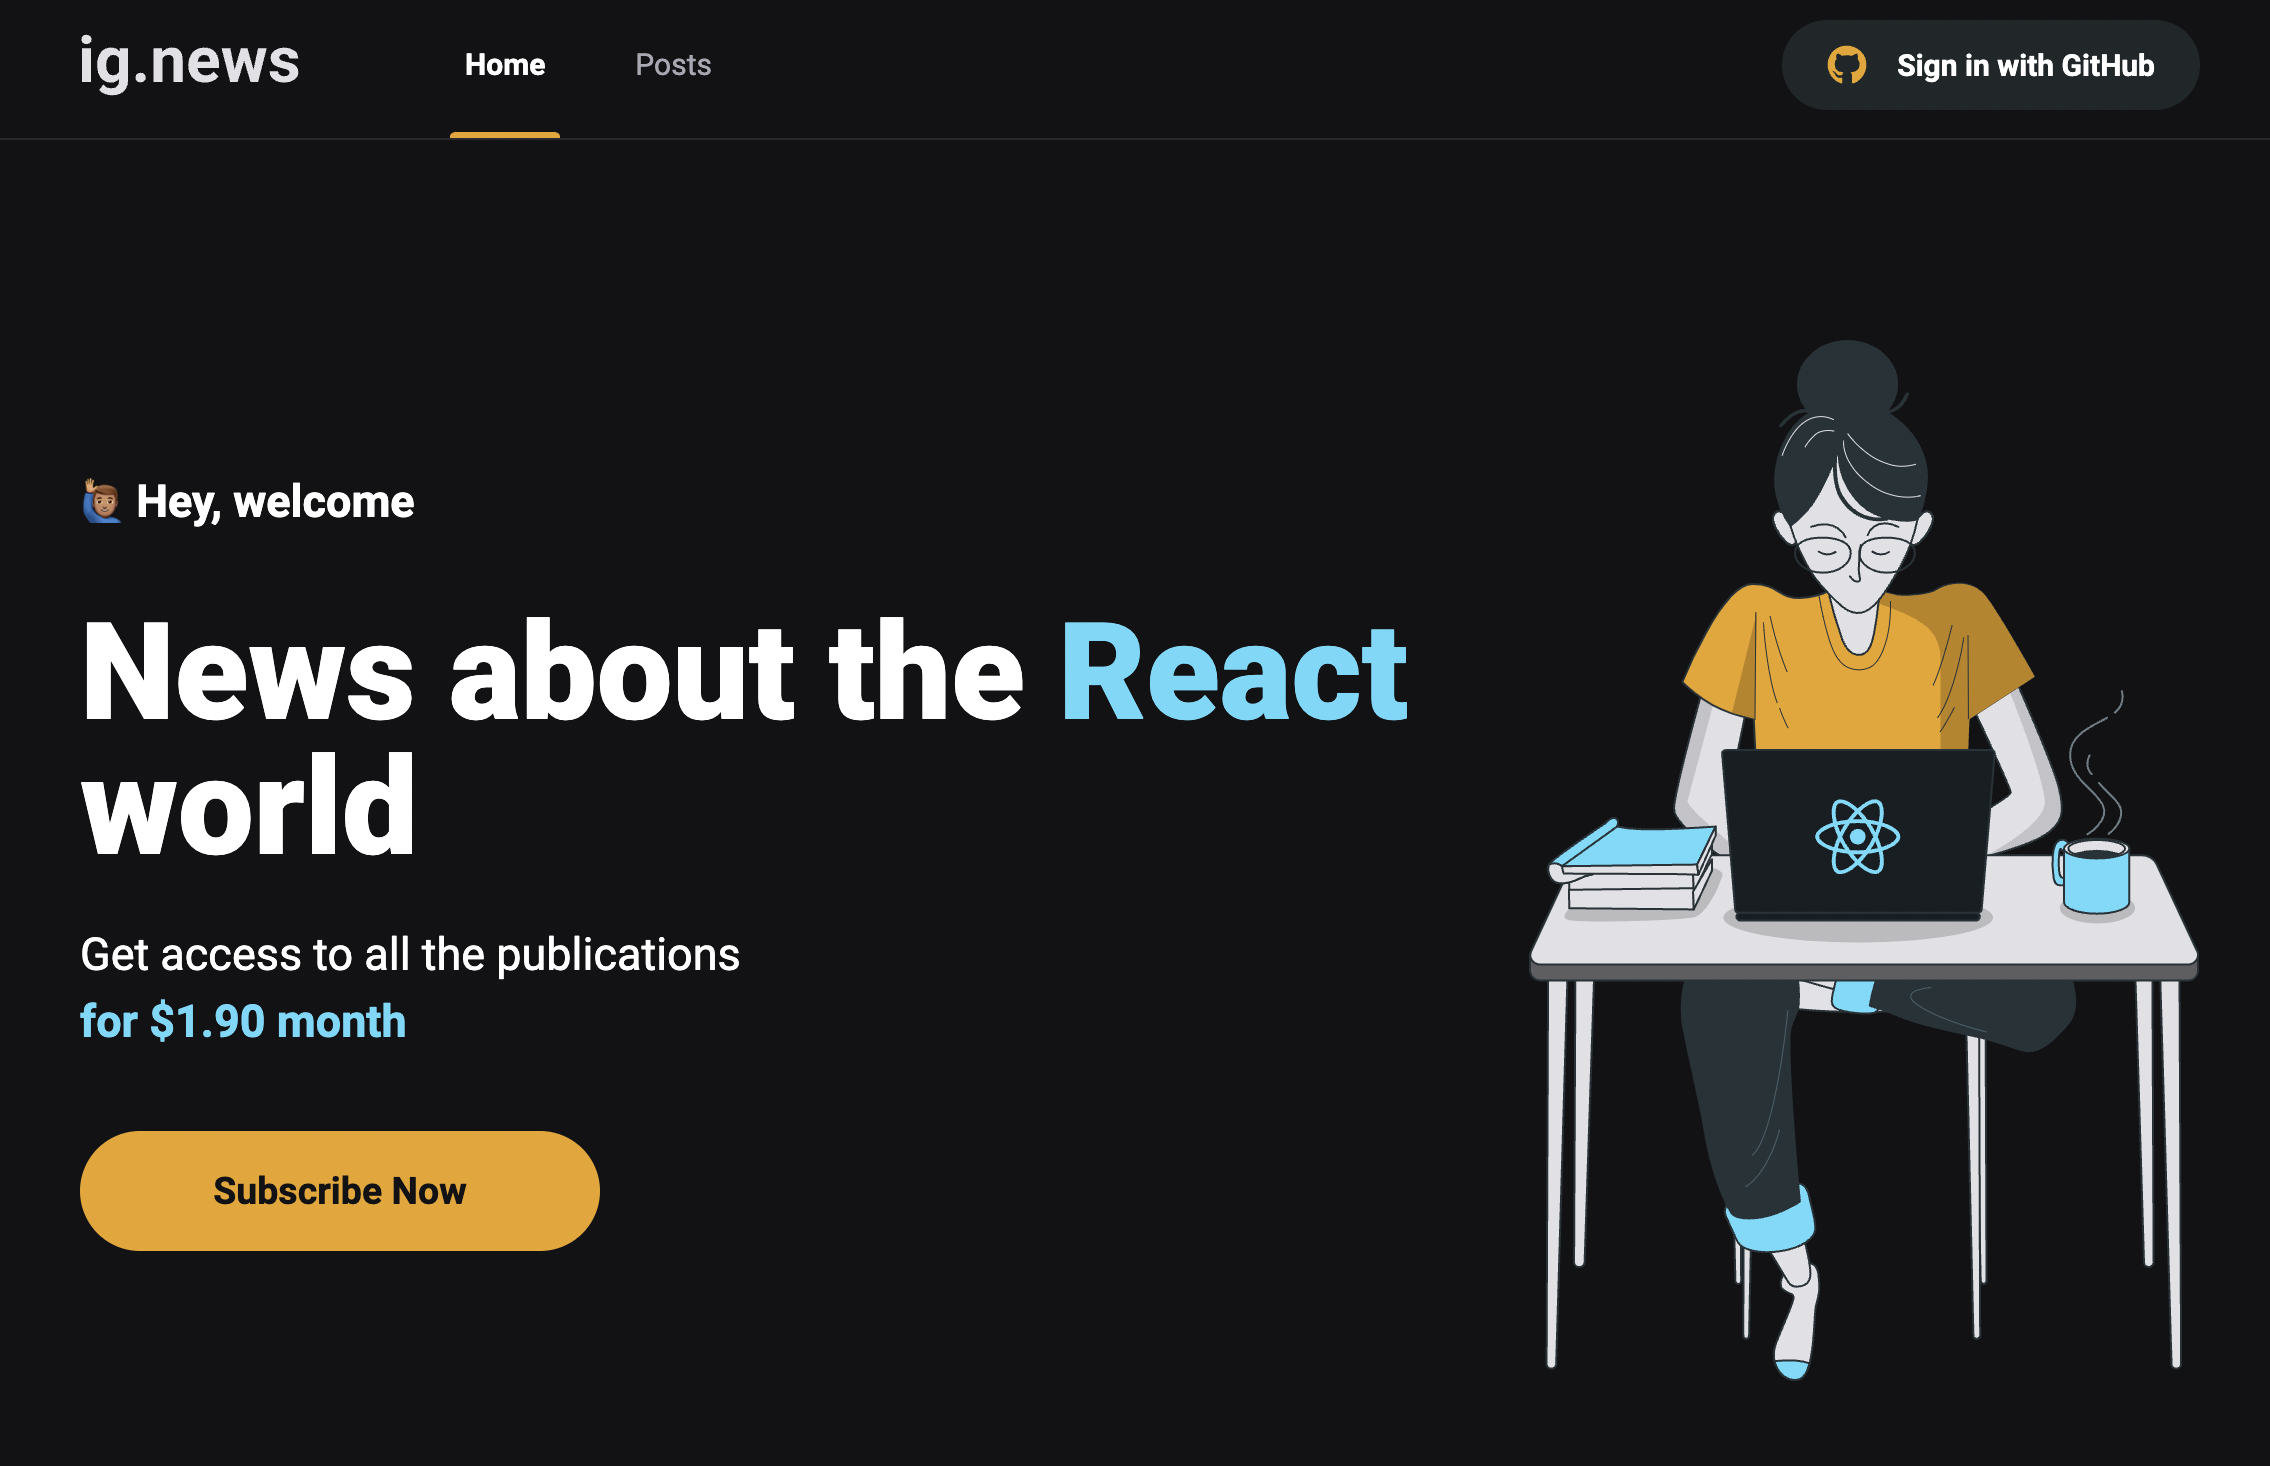 ig.news
Home
Posts
Sign in with GitHub
🙋🏽‍♂️ Hey, welcome
News about the React
world
Get access to all the publications
for $1.90 month
Subscribe Now